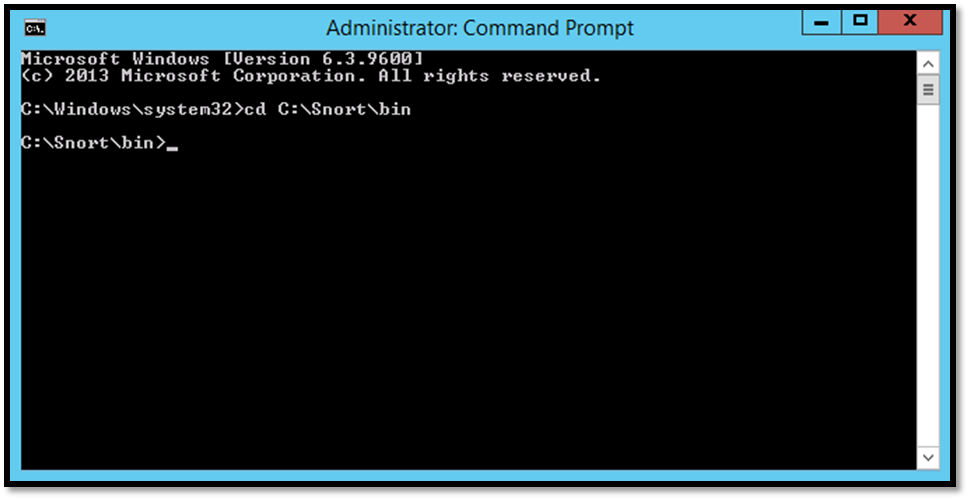 Administrator: Command Prompt
Microsoft Windows [Version 6.3.9600]
(c) 2013 Microsoft Corporation. All rights reserved.
C:\Windows\system32>cd C:\Snort\bin
C:\Snort\bin>_